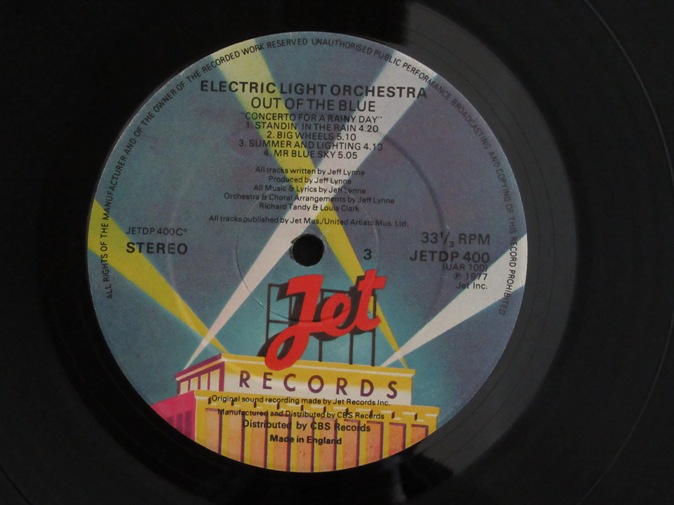 ALL RIGHTS OF THE MANUFACTURER AND OF THE OWNER OF THE RECORDED WORK RESERVED UNAUTHORISED PUBLIC PERFORMANCE BROADCASTING AND COPYING OF THIS RECORD PROHIBITED
ELECTRIC LIGHT ORCHESTRA
OUT OF THE BLUE
"CONCERTO FOR A RAINY DAY"
1. STANDIN' IN THE RAIN 4.20
2. BIG WHEELS 5.10
3. SUMMER AND LIGHTING 4.13
4. MR BLUE SKY 5.05
All tracks written by Jeff Lynne
Produced by Jeff Lynne
All Music & Lyrics by Jeff Lynne
Orchestra & Choral Arrangements by Jeff Lynne
Richard Tandy & Louis Clark
All tracks published by Jet Mus./United Artists Mus. Ltd.
JETDP 400C*
STEREO
3
33⅓ RPM
JETDP 400
(UAR 100)
℗ 1977
Jet Inc.
Jet
RECORDS
Original sound recording made by Jet Records Inc.
Manufactured and Distributed by CBS Records
Distributed by CBS Records
Made in England